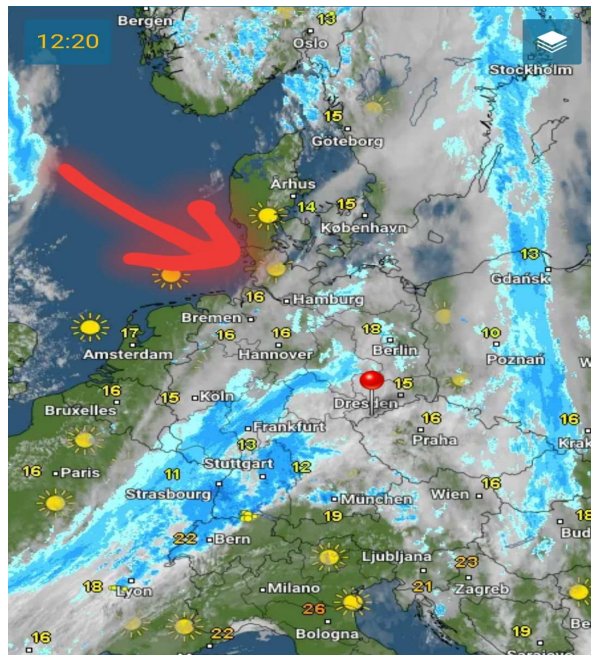 12:20
Bergen
13
Oslo
Stockholm
15
Göteborg
Århus
14
15
København
13
Gdańsk
16
Hamburg
Bremen
17
16
16
18
10
Amsterdam
Hannover
Berlin
Poznań
W
16
15
Köln
15
Bruxelles
Dresden
16
16
Frankfurt
Praha
Krak
13
16
Paris
11
Stuttgart
12
16
Strasbourg
München
Wien
18
22
Bern
19
Bud
Ljubljana
23
18
Lyon
Milano
21
Zagreb
26
Be
16
22
Bologna
19
Sarajevo